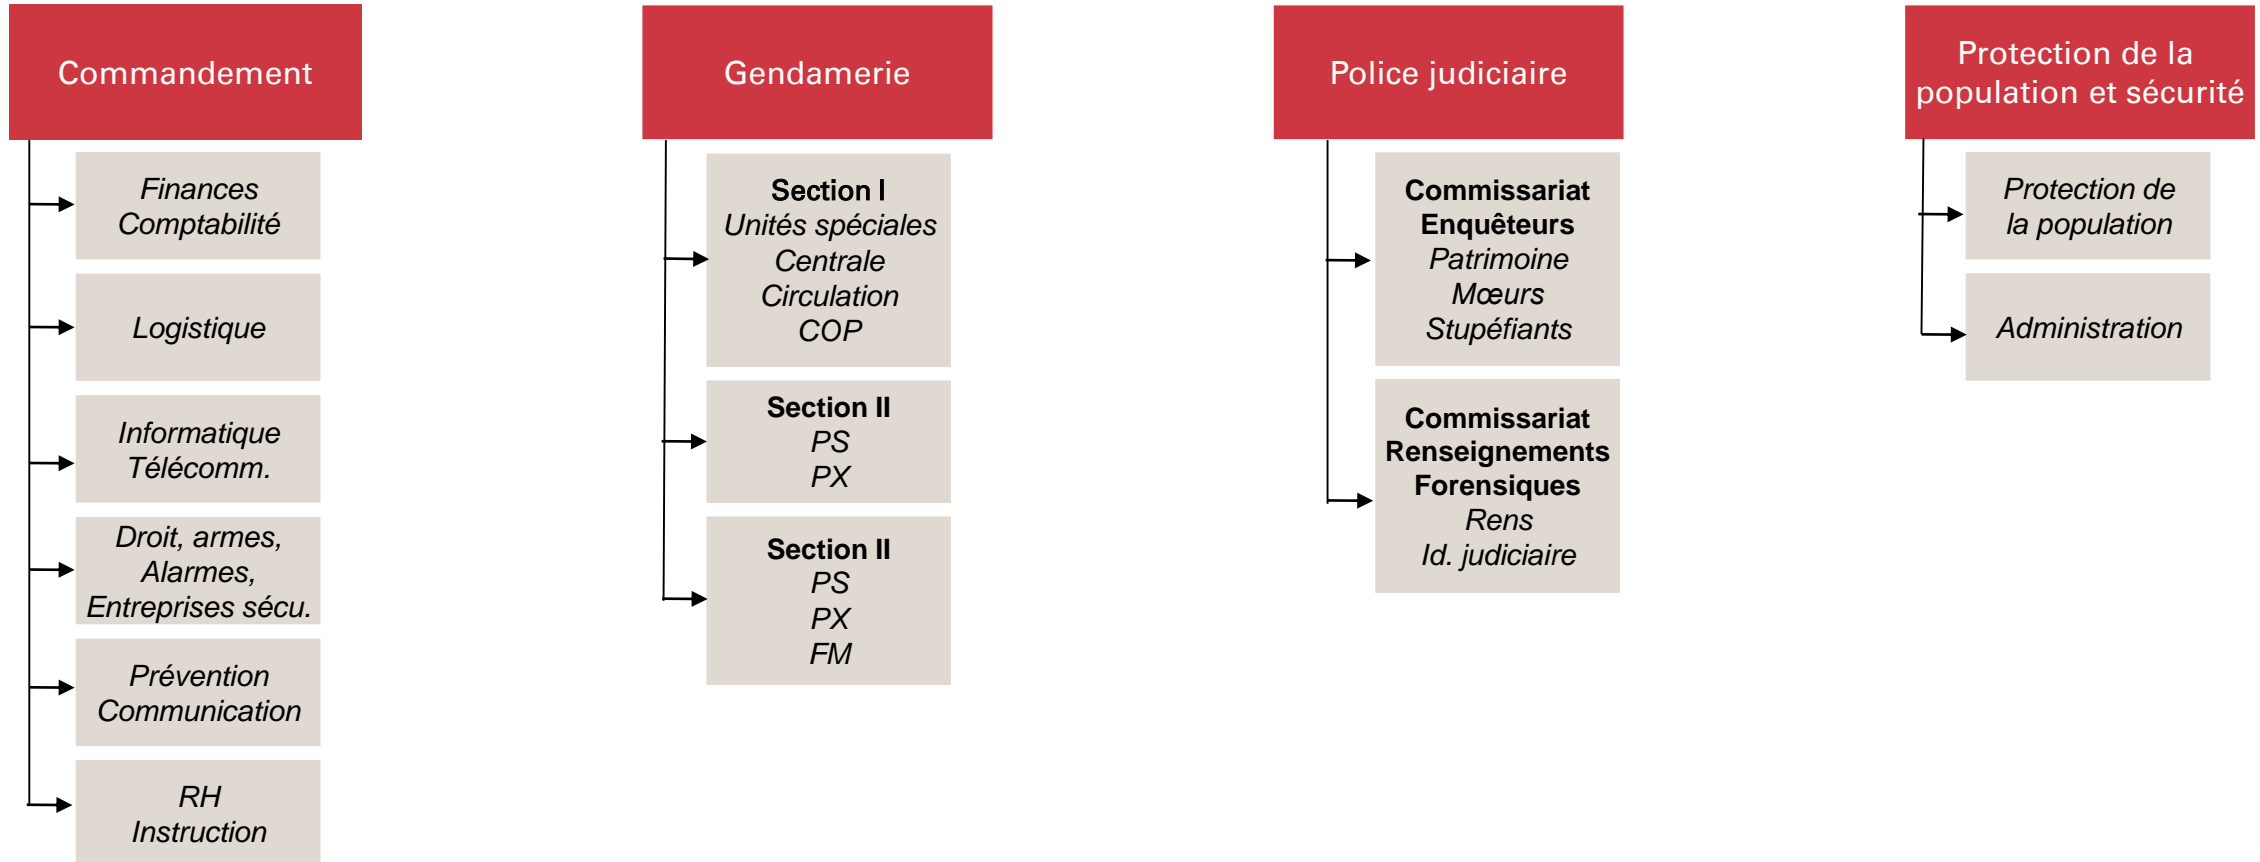 Commandement
Finances
Comptabilité
Logistique
Informatique
Télécomm.
Droit, armes,
Alarmes,
Entreprises sécu.
Prévention
Communication
RH
Instruction
Gendamerie
Section I
Unités spéciales
Centrale
Circulation
COP
Section II
PS
PX
Section II
PS
PX
FM
Police judiciaire
Commissariat
Enquêteurs
Patrimoine
Mœurs
Stupéfiants
Commissariat
Renseignements
Forensiques
Rens
Id. judiciaire
Protection de la
population et sécurité
Protection de
la population
Administration